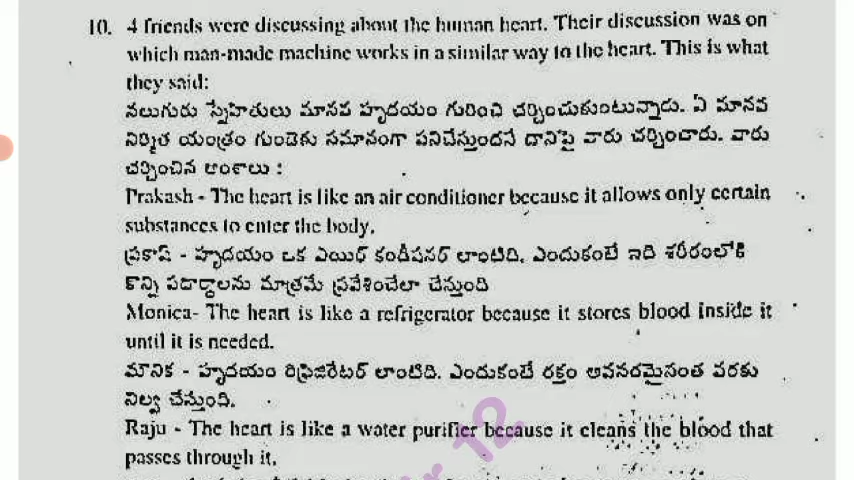 10. 4 friends were discussing about the human heart. Their discussion was on
which man-made machine works in a similar way to the heart. This is what
they said:
నలుగురు స్నేహితులు మానవ హృదయం గురించి చర్చించుకుంటున్నారు. ఏ మానవ
నిర్మిత యంత్రం గుండెకు సమానంగా పనిచేస్తుందనే దానిపై వారు చర్చించారు. వారు
చర్చించిన అంశాలు :
Prakash - The heart is like an air conditioner because it allows only certain
substances to enter the body.
ప్రకాష్ - హృదయం ఒక ఎయిర్ కండీషనర్ లాంటిది. ఎందుకంటే ఇది శరీరంలోకి
కొన్ని పదార్థాలను మాత్రమే ప్రవేశించేలా చేస్తుంది
Monica- The heart is like a refrigerator because it stores blood inside it
until it is needed.
మౌనిక - హృదయం రిఫ్రిజిరేటర్ లాంటిది. ఎందుకంటే రక్తం అవసరమైనంత వరకు
నిల్వ చేస్తుంది.
Raju - The heart is like a water purifier because it cleans the blood that
passes through it.
12